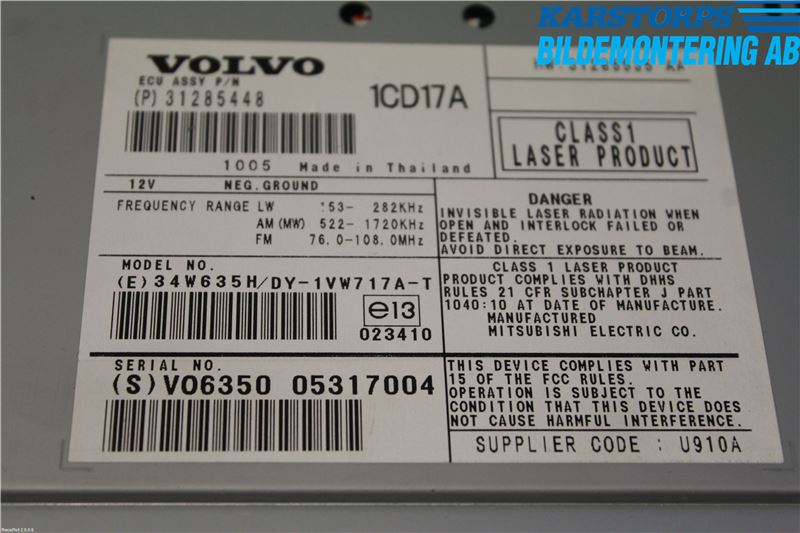 KARSTORPS
BILDEMONTERING AB
VOLVO
ECU ASSY P/N
(P) 31285448
1CD17A
CLASS1
LASER PRODUCT
1005 Made in Thailand
12V NEG.GROUND
FREQUENCY RANGE LW 153- 282KHz
AM (MW) 522- 1720KHz
FM 76.0-108.0MHz
DANGER
INVISIBLE LASER RADIATION WHEN
OPEN AND INTERLOCK FAILED OR
DEFEATED.
AVOID DIRECT EXPOSURE TO BEAM.
MODEL NO.
(E) 34W635H/DY-1VW717A-T
e13
023410
CLASS 1 LASER PRODUCT
PRODUCT COMPLIES WITH DHHS
RULES 21 CFR SUBCHAPTER J PART
1040:10 AT DATE OF MANUFACTURE.
MANUFACTURED
MITSUBISHI ELECTRIC CO.
SERIAL NO.
(S) VO6350 05317004
THIS DEVICE COMPLIES WITH PART
15 OF THE FCC RULES.
OPERATION IS SUBJECT TO THE
CONDITION THAT THIS DEVICE DOES
NOT CAUSE HARMFUL INTERFERENCE.
SUPPLIER CODE : U910A